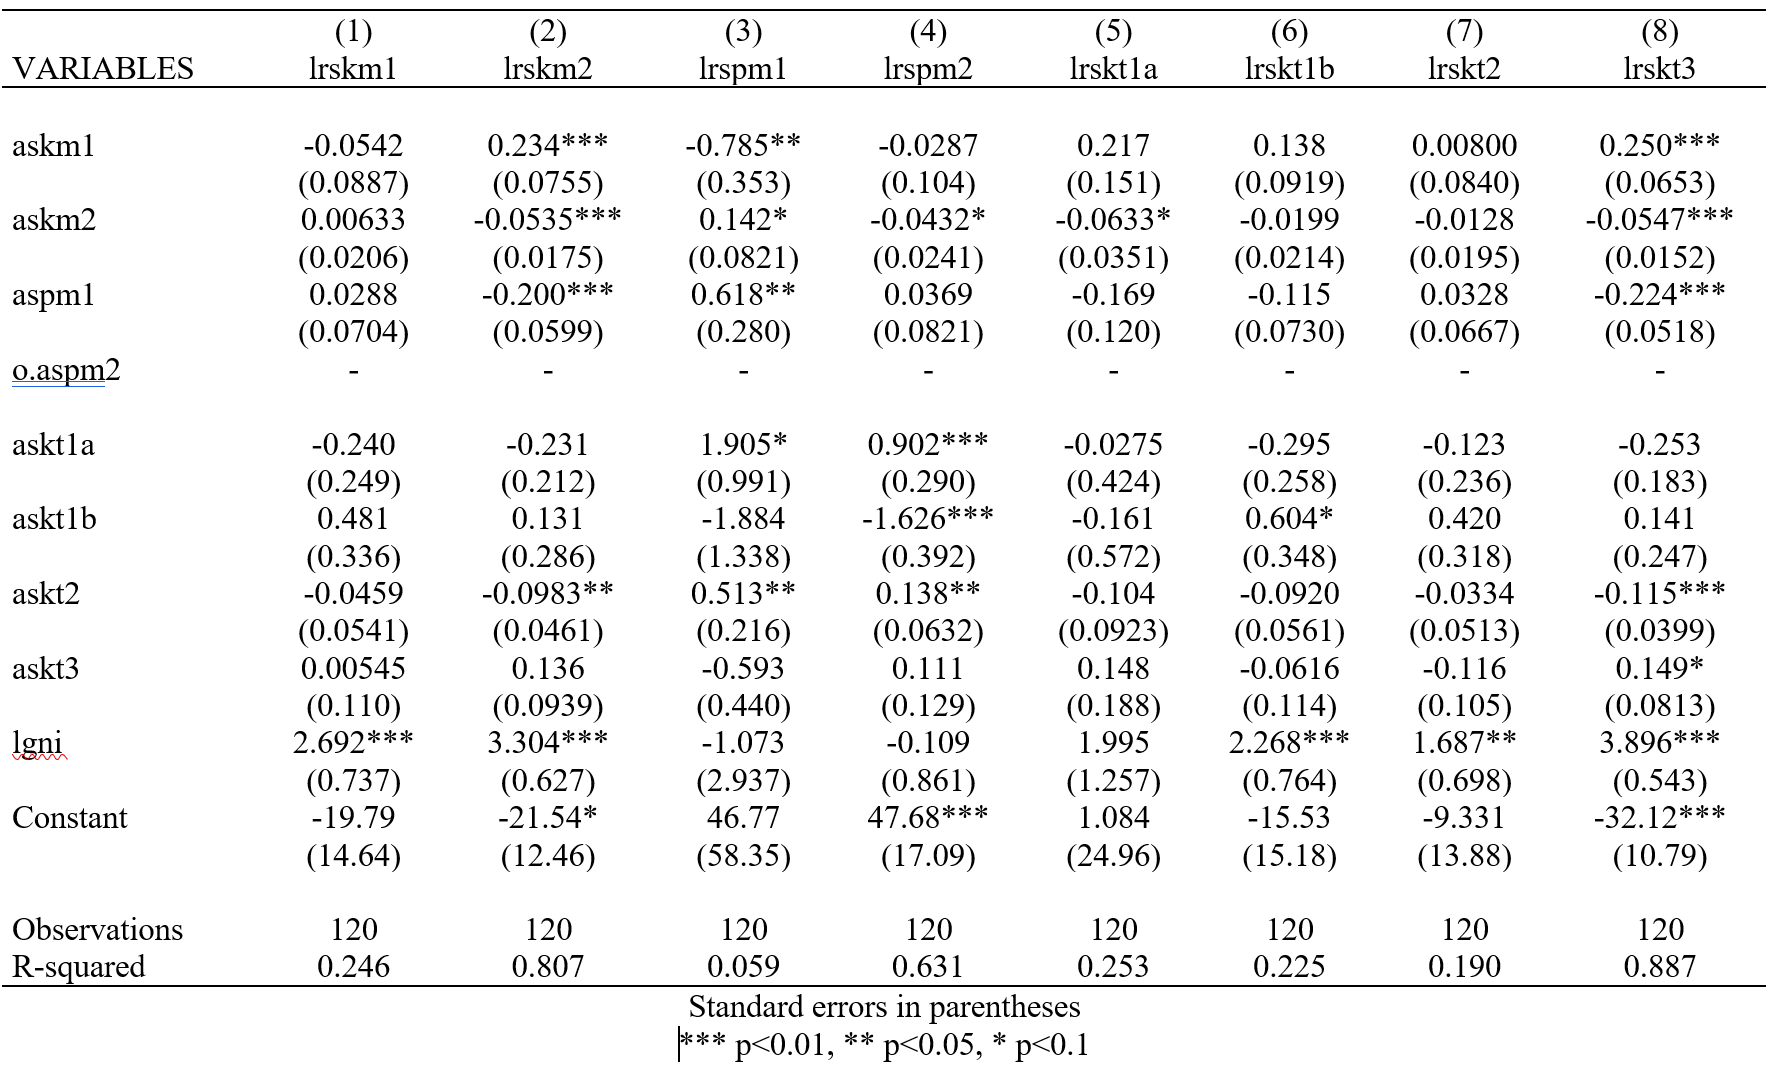 (1) (2) (3) (4) (5) (6) (7) (8)
VARIABLES lrskm1 lrskm2 lrspm1 lrspm2 lrskt1a lrskt1b lrskt2 lrskt3
askm1 -0.0542 0.234*** -0.785** -0.0287 0.217 0.138 0.00800 0.250***
(0.0887) (0.0755) (0.353) (0.104) (0.151) (0.0919) (0.0840) (0.0653)
askm2 0.00633 -0.0535*** 0.142* -0.0432* -0.0633* -0.0199 -0.0128 -0.0547***
(0.0206) (0.0175) (0.0821) (0.0241) (0.0351) (0.0214) (0.0195) (0.0152)
aspm1 0.0288 -0.200*** 0.618** 0.0369 -0.169 -0.115 0.0328 -0.224***
(0.0704) (0.0599) (0.280) (0.0821) (0.120) (0.0730) (0.0667) (0.0518)
o.aspm2 - - - - - - - -
askt1a -0.240 -0.231 1.905* 0.902*** -0.0275 -0.295 -0.123 -0.253
(0.249) (0.212) (0.991) (0.290) (0.424) (0.258) (0.236) (0.183)
askt1b 0.481 0.131 -1.884 -1.626*** -0.161 0.604* 0.420 0.141
(0.336) (0.286) (1.338) (0.392) (0.572) (0.348) (0.318) (0.247)
askt2 -0.0459 -0.0983** 0.513** 0.138** -0.104 -0.0920 -0.0334 -0.115***
(0.0541) (0.0461) (0.216) (0.0632) (0.0923) (0.0561) (0.0513) (0.0399)
askt3 0.00545 0.136 -0.593 0.111 0.148 -0.0616 -0.116 0.149*
(0.110) (0.0939) (0.440) (0.129) (0.188) (0.114) (0.105) (0.0813)
lgni 2.692*** 3.304*** -1.073 -0.109 1.995 2.268*** 1.687** 3.896***
(0.737) (0.627) (2.937) (0.861) (1.257) (0.764) (0.698) (0.543)
Constant -19.79 -21.54* 46.77 47.68*** 1.084 -15.53 -9.331 -32.12***
(14.64) (12.46) (58.35) (17.09) (24.96) (15.18) (13.88) (10.79)
Observations 120 120 120 120 120 120 120 120
R-squared 0.246 0.807 0.059 0.631 0.253 0.225 0.190 0.887
Standard errors in parentheses
*** p<0.01, ** p<0.05, * p<0.1